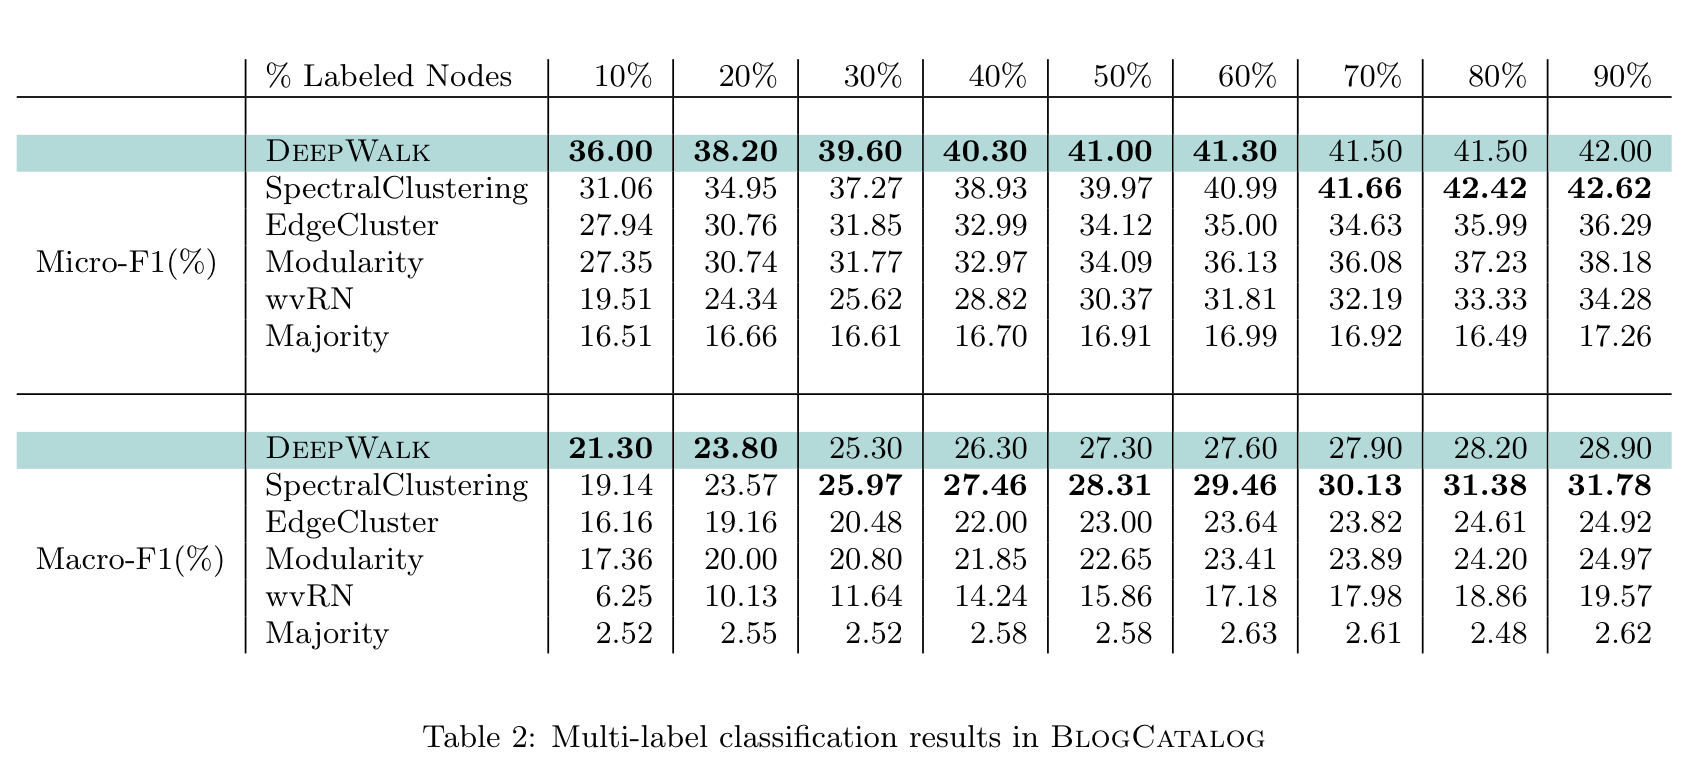 % Labeled Nodes 10% 20% 30% 40% 50% 60% 70% 80% 90%
DEEPWALK 36.00 38.20 39.60 40.30 41.00 41.30 41.50 41.50 42.00
SpectralClustering 31.06 34.95 37.27 38.93 39.97 40.99 41.66 42.42 42.62
EdgeCluster 27.94 30.76 31.85 32.99 34.12 35.00 34.63 35.99 36.29
Micro-F1(%) Modularity 27.35 30.74 31.77 32.97 34.09 36.13 36.08 37.23 38.18
wvRN 19.51 24.34 25.62 28.82 30.37 31.81 32.19 33.33 34.28
Majority 16.51 16.66 16.61 16.70 16.91 16.99 16.92 16.49 17.26
DEEPWALK 21.30 23.80 25.30 26.30 27.30 27.60 27.90 28.20 28.90
SpectralClustering 19.14 23.57 25.97 27.46 28.31 29.46 30.13 31.38 31.78
EdgeCluster 16.16 19.16 20.48 22.00 23.00 23.64 23.82 24.61 24.92
Macro-F1(%) Modularity 17.36 20.00 20.80 21.85 22.65 23.41 23.89 24.20 24.97
wvRN 6.25 10.13 11.64 14.24 15.86 17.18 17.98 18.86 19.57
Majority 2.52 2.55 2.52 2.58 2.58 2.63 2.61 2.48 2.62
Table 2: Multi-label classification results in BLOGCATALOG